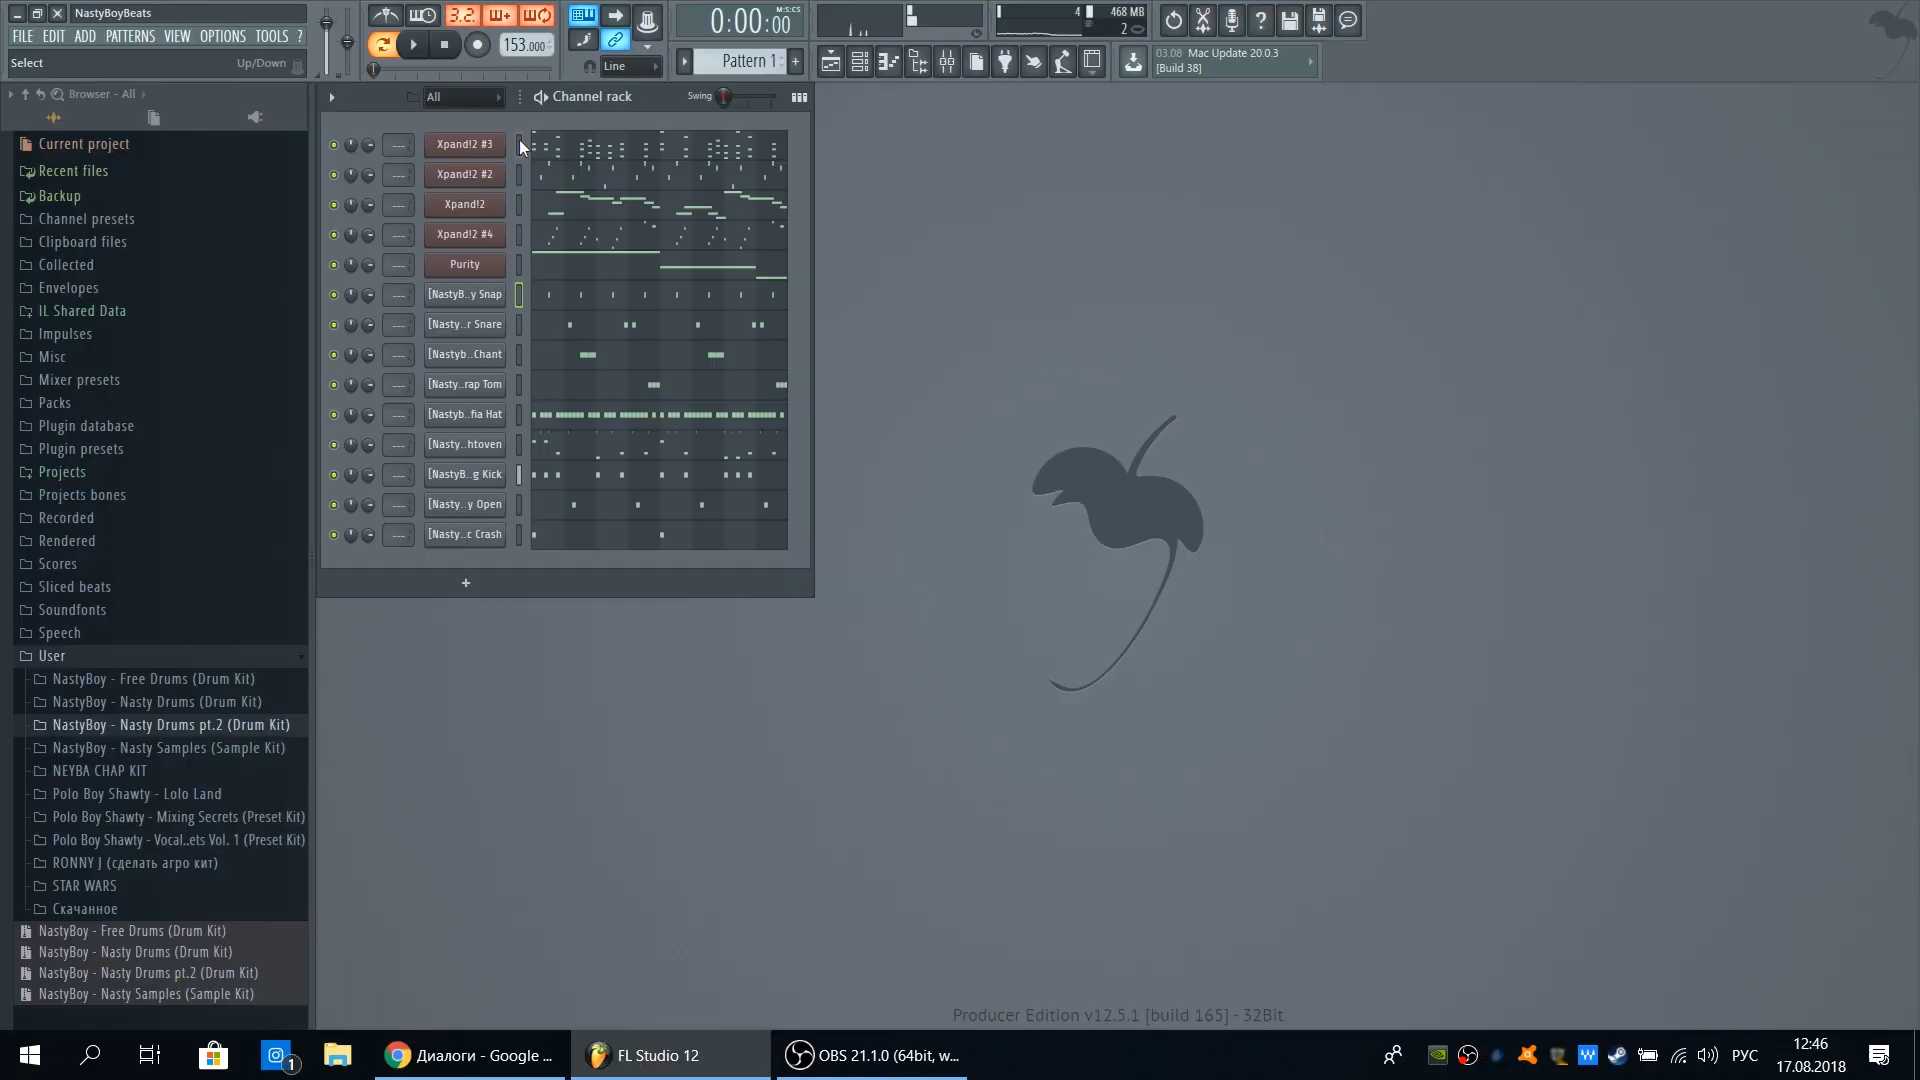 NastyBoyBeats
FILE EDIT ADD PATTERNS VIEW OPTIONS TOOLS ?
Select Up/Down
3.2.
153.000
Line
0:00:00
M:S:CS
Pattern 1
4
468 MB
2
03.08 Mac Update 20.0.3
[Build 38]
Browser - All
Current project
Recent files
Backup
Channel presets
Clipboard files
Collected
Envelopes
IL Shared Data
Impulses
Misc
Mixer presets
Packs
Plugin database
Plugin presets
Projects
Projects bones
Recorded
Rendered
Scores
Sliced beats
Soundfonts
Speech
User
NastyBoy - Free Drums (Drum Kit)
NastyBoy - Nasty Drums (Drum Kit)
NastyBoy - Nasty Drums pt.2 (Drum Kit)
NastyBoy - Nasty Samples (Sample Kit)
NEYBA CHAP KIT
Polo Boy Shawty - Lolo Land
Polo Boy Shawty - Mixing Secrets (Preset Kit)
Polo Boy Shawty - Vocal..ets Vol. 1 (Preset Kit)
RONNY J (сделать агро кит)
STAR WARS
Скачанное
NastyBoy - Free Drums (Drum Kit)
NastyBoy - Nasty Drums (Drum Kit)
NastyBoy - Nasty Drums pt.2 (Drum Kit)
NastyBoy - Nasty Samples (Sample Kit)
All
Channel rack
Swing
Xpand!2 #3
Xpand!2 #2
Xpand!2
Xpand!2 #4
Purity
[NastyB..y Snap
[Nasty..r Snare
[Nastyb..Chant
[Nasty..rap Tom
[Nastyb..fia Hat
[Nasty..htoven
[NastyB..g Kick
[Nasty..y Open
[Nasty..c Crash
+
Producer Edition v12.5.1 [build 165] - 32Bit
1
Диалоги - Google ...
FL Studio 12
OBS 21.1.0 (64bit, w...
РУС
12:46
17.08.2018